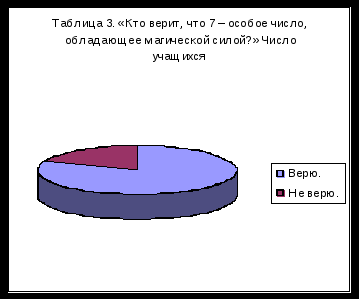 Таблица 3. «Кто верит, что 7 – особое число,
обладающее магической силой?» Число
учащихся
Верю.
Не верю.